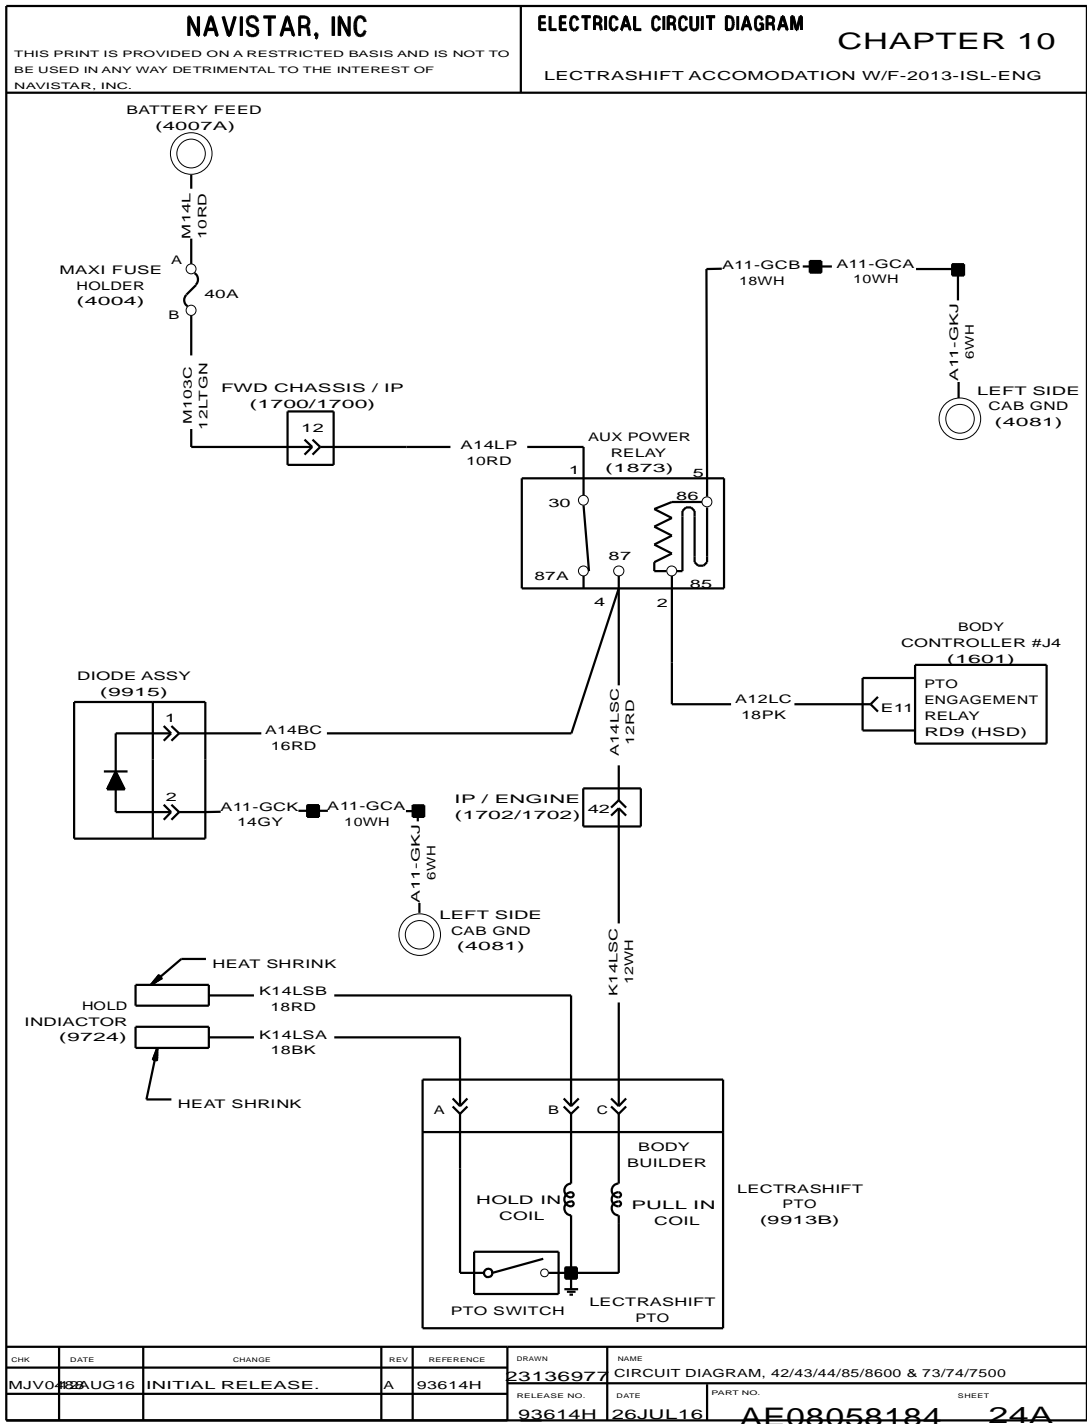 NAVISTAR, INC
THIS PRINT IS PROVIDED ON A RESTRICTED BASIS AND IS NOT TO
BE USED IN ANY WAY DETRIMENTAL TO THE INTEREST OF
NAVISTAR, INC.
ELECTRICAL CIRCUIT DIAGRAM
CHAPTER 10
LECTRASHIFT ACCOMODATION W/F-2013-ISL-ENG
BATTERY FEED
(4007A)
M14L
10RD
A
MAXI FUSE
HOLDER
(4004)
40A
B
M103C
12LTGN
FWD CHASSIS / IP
(1700/1700)
12
A14LP
10RD
A11-GCB
18WH
A11-GCA
10WH
A11-GKJ
6WH
LEFT SIDE
CAB GND
(4081)
AUX POWER
RELAY
(1873)
1
5
30
86
87
87A
85
4
2
BODY
CONTROLLER #J4
(1601)
PTO
ENGAGEMENT
RELAY
RD9 (HSD)
E11
A12LC
18PK
A14LSC
12RD
DIODE ASSY
(9915)
1
A14BC
16RD
2
A11-GCK
14GY
A11-GCA
10WH
A11-GKJ
6WH
LEFT SIDE
CAB GND
(4081)
IP / ENGINE
(1702/1702)
42
K14LSC
12WH
HEAT SHRINK
HOLD
INDIACTOR
(9724)
K14LSB
18RD
K14LSA
18BK
HEAT SHRINK
A
B
C
BODY
BUILDER
HOLD IN
COIL
PULL IN
COIL
LECTRASHIFT
PTO
(9913B)
PTO SWITCH
LECTRASHIFT
PTO
CHK
DATE
CHANGE
REV
REFERENCE
DRAWN
NAME
INITIAL RELEASE.
A
93614H
23136977
CIRCUIT DIAGRAM, 42/43/44/85/8600 & 73/74/7500
RELEASE NO.
DATE
PART NO.
SHEET
93614H
26JUL16
AE08058184
24A